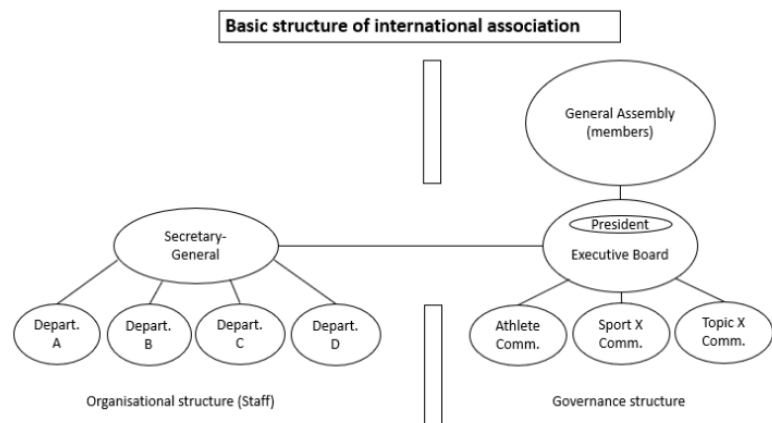 Basic structure of international association
General Assembly
(members)
President
Executive Board
Secretary-
General
Depart.
A
Depart.
B
Depart.
C
Depart.
D
Athlete
Comm.
Sport X
Comm.
Topic X
Comm.
Organisational structure (Staff)
Governance structure